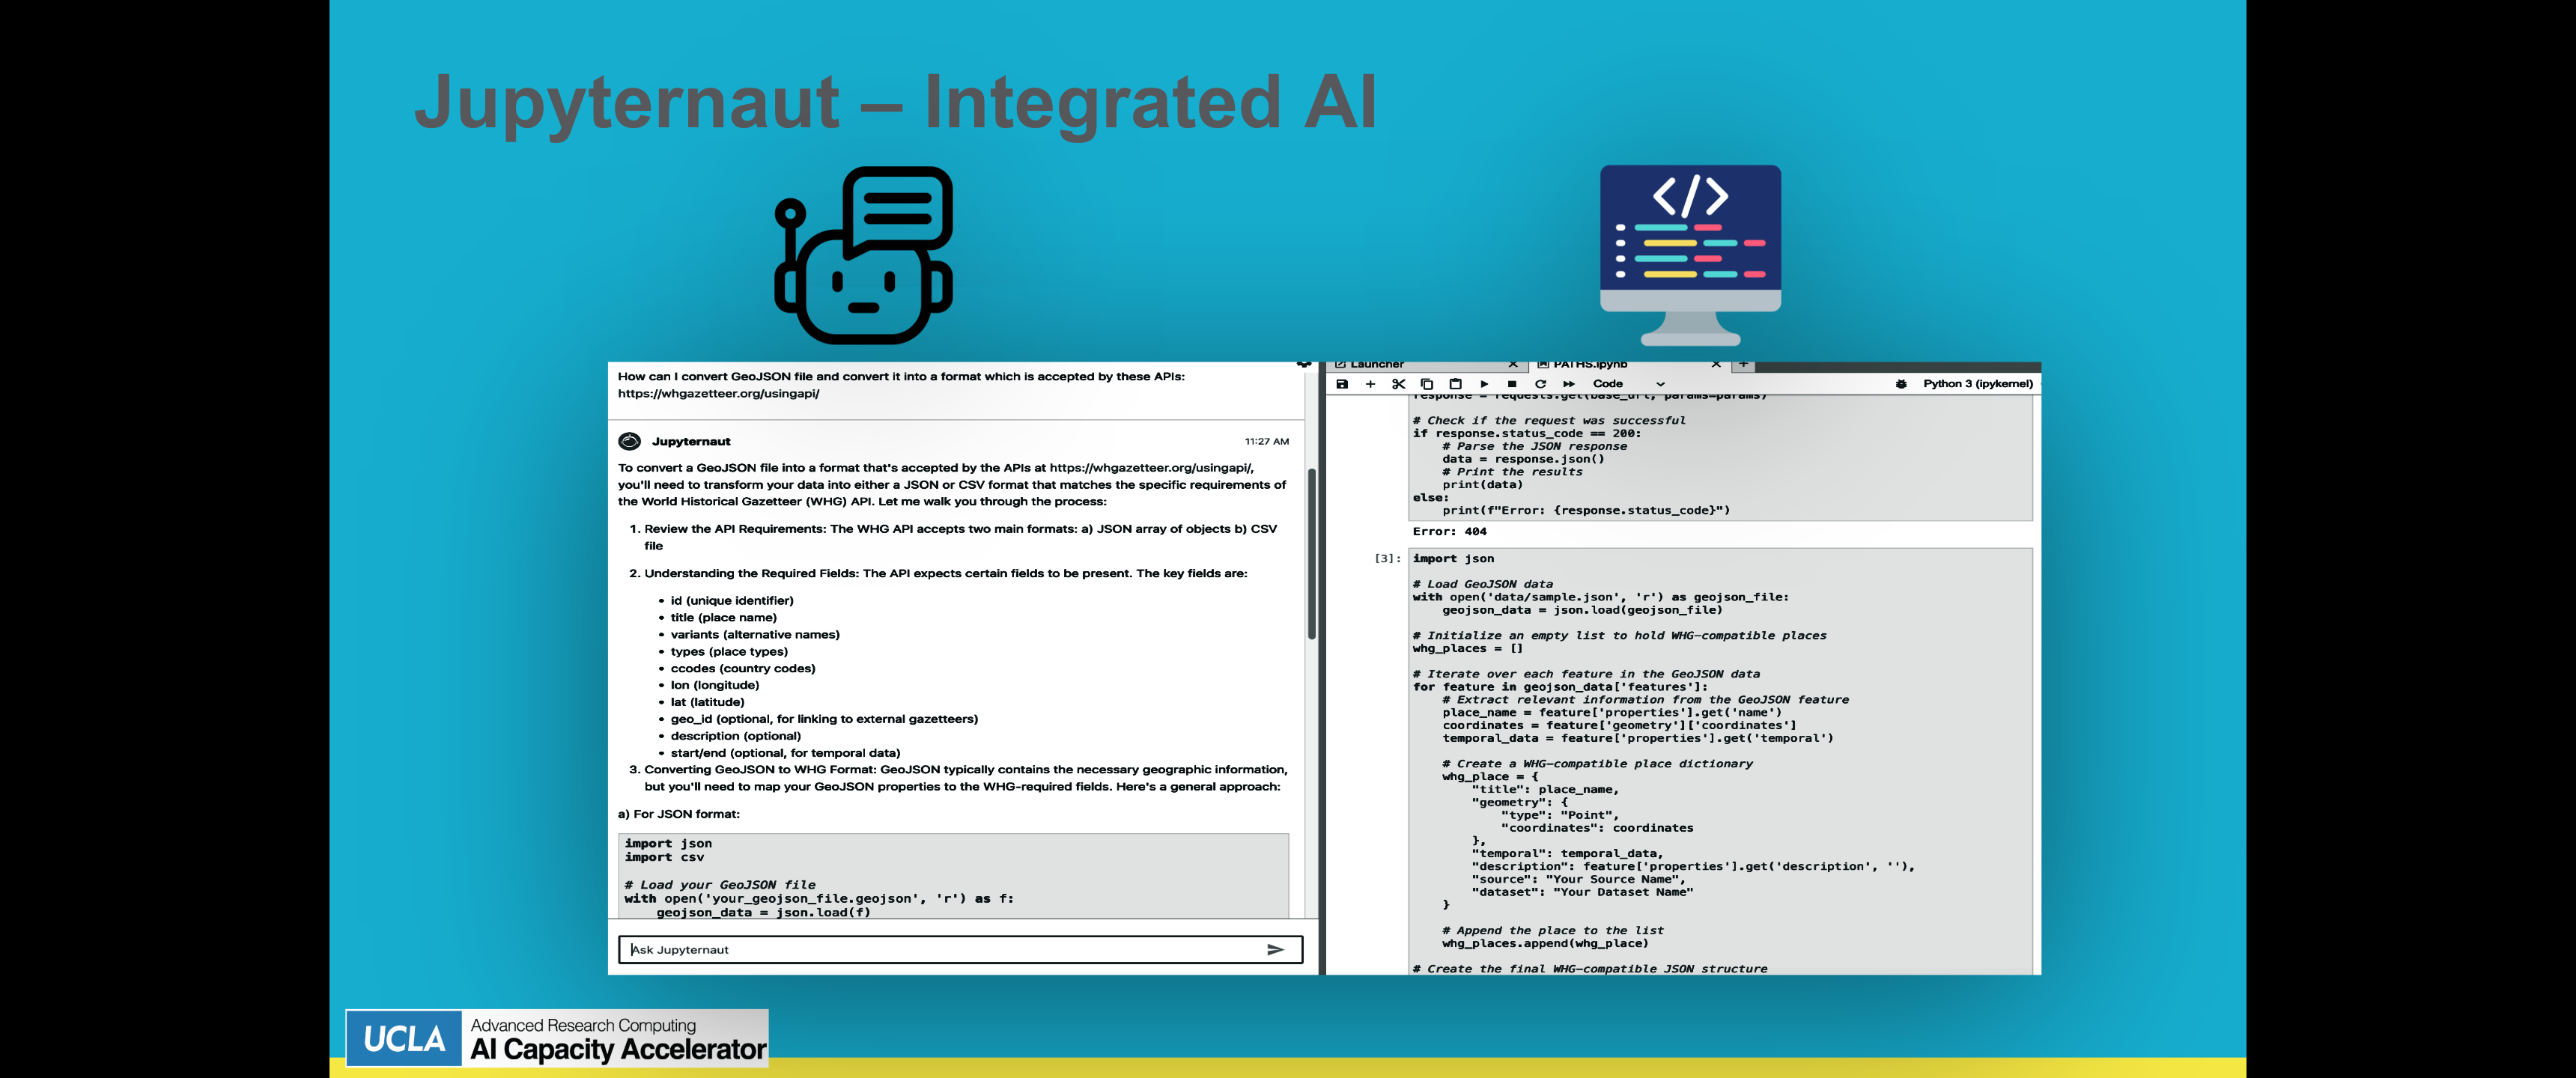 Jupyternaut – Integrated AI
</>
How can I convert GeoJSON file and convert it into a format which is accepted by these APIs:
https://whgazetteer.org/usingapi/
Jupyternaut 11:27 AM
To convert a GeoJSON file into a format that's accepted by the APIs at https://whgazetteer.org/usingapi/,
you'll need to transform your data into either a JSON or CSV format that matches the specific requirements of
the World Historical Gazetteer (WHG) API. Let me walk you through the process:
1. Review the API Requirements: The WHG API accepts two main formats: a) JSON array of objects b) CSV
file
2. Understanding the Required Fields: The API expects certain fields to be present. The key fields are:
• id (unique identifier)
• title (place name)
• variants (alternative names)
• types (place types)
• ccodes (country codes)
• lon (longitude)
• lat (latitude)
• geo_id (optional, for linking to external gazetteers)
• description (optional)
• start/end (optional, for temporal data)
3. Converting GeoJSON to WHG Format: GeoJSON typically contains the necessary geographic information,
but you'll need to map your GeoJSON properties to the WHG-required fields. Here's a general approach:
a) For JSON format:
import json
import csv
# Load your GeoJSON file
with open('your_geojson_file.geojson', 'r') as f:
    geojson_data = json.load(f)
Ask Jupyternaut
Launcher
PATHS.ipynb
Code
Python 3 (ipykernel)
response = requests.get(base_url, params=params)
# Check if the request was successful
if response.status_code == 200:
    # Parse the JSON response
    data = response.json()
    # Print the results
    print(data)
else:
    print(f"Error: {response.status_code}")
Error: 404
[3]: import json
# Load GeoJSON data
with open('data/sample.json', 'r') as geojson_file:
    geojson_data = json.load(geojson_file)
# Initialize an empty list to hold WHG-compatible places
whg_places = []
# Iterate over each feature in the GeoJSON data
for feature in geojson_data['features']:
    # Extract relevant information from the GeoJSON feature
    place_name = feature['properties'].get('name')
    coordinates = feature['geometry']['coordinates']
    temporal_data = feature['properties'].get('temporal')
    # Create a WHG-compatible place dictionary
    whg_place = {
        "title": place_name,
        "geometry": {
            "type": "Point",
            "coordinates": coordinates
        },
        "temporal": temporal_data,
        "description": feature['properties'].get('description', ''),
        "source": "Your Source Name",
        "dataset": "Your Dataset Name"
    }
    # Append the place to the list
    whg_places.append(whg_place)
# Create the final WHG-compatible JSON structure
UCLA
Advanced Research Computing
AI Capacity Accelerator